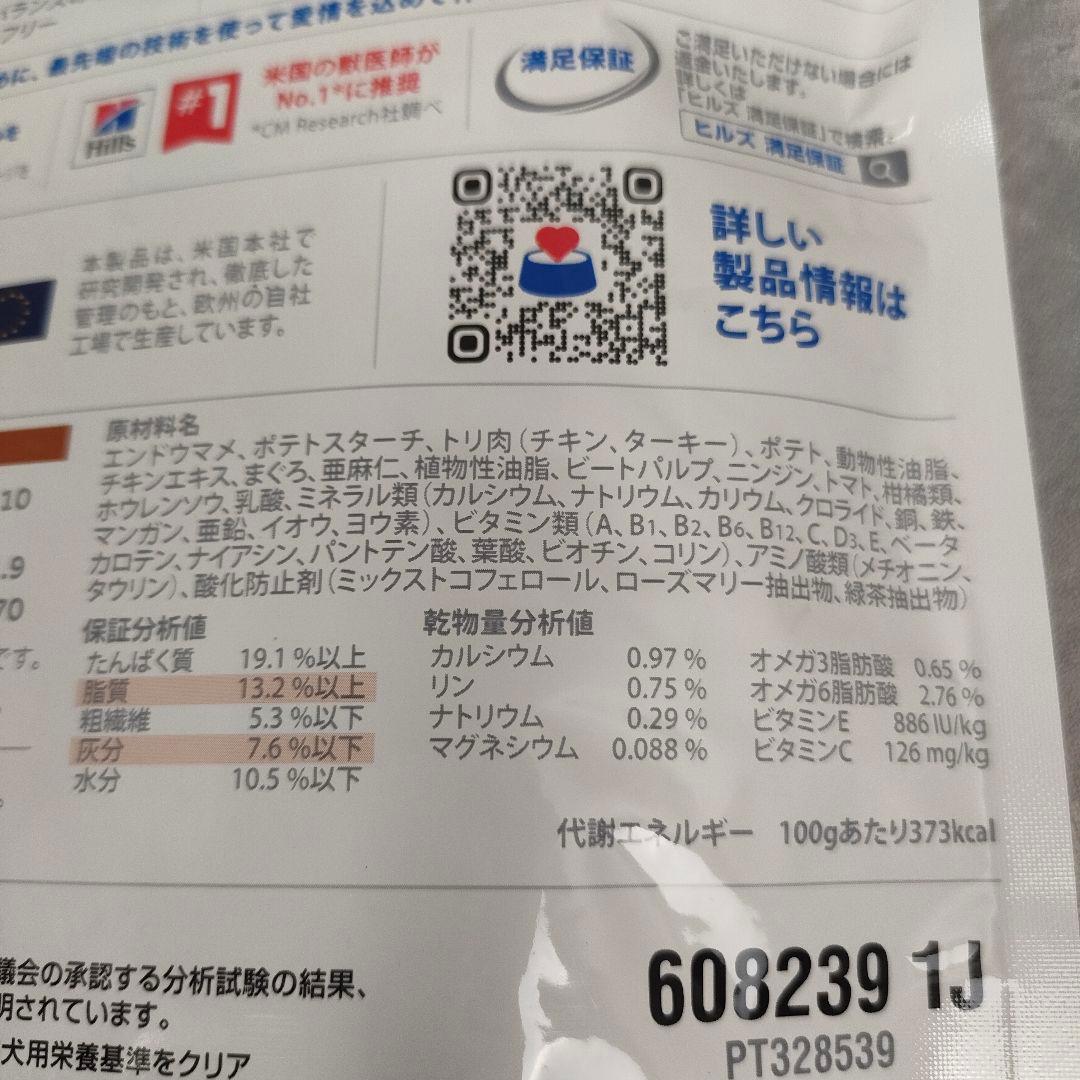 フリー
最先端の技術を使って愛情を込めて
Hill's
#1
米国の獣医師が
No.1*に推奨
*CM Research社調べ
満足保証
ご満足いただけない場合には
返金いたします。
詳しくは
「ヒルズ 満足保証」で検索。
ヒルズ 満足保証
本製品は、米国本社で
研究開発され、徹底した
管理のもと、欧州の自社
工場で生産しています。
詳しい
製品情報は
こちら
10
.9
70
です。
原材料名
エンドウマメ、ポテトスターチ、トリ肉（チキン、ターキー）、ポテト、動物性油脂、
チキンエキス、まぐろ、亜麻仁、植物性油脂、ビートパルプ、ニンジン、トマト、柑橘類、
ホウレンソウ、乳酸、ミネラル類（カルシウム、ナトリウム、カリウム、クロライド、銅、鉄、
マンガン、亜鉛、イオウ、ヨウ素）、ビタミン類（A、B1、B2、B6、B12、C、D3、E、ベータ
カロテン、ナイアシン、パントテン酸、葉酸、ビオチン、コリン）、アミノ酸類（メチオニン、
タウリン）、酸化防止剤（ミックストコフェロール、ローズマリー抽出物、緑茶抽出物）
保証分析値
たんぱく質 19.1 %以上
脂質 13.2 %以上
粗繊維 5.3 %以下
灰分 7.6 %以下
水分 10.5 %以下
乾物量分析値
カルシウム 0.97 % オメガ3脂肪酸 0.65 %
リン 0.75 % オメガ6脂肪酸 2.76 %
ナトリウム 0.29 % ビタミンE 886 IU/kg
マグネシウム 0.088 % ビタミンC 126 mg/kg
代謝エネルギー 100gあたり373kcal
議会の承認する分析試験の結果、
明されています。
犬用栄養基準をクリア
608239 1J
PT328539